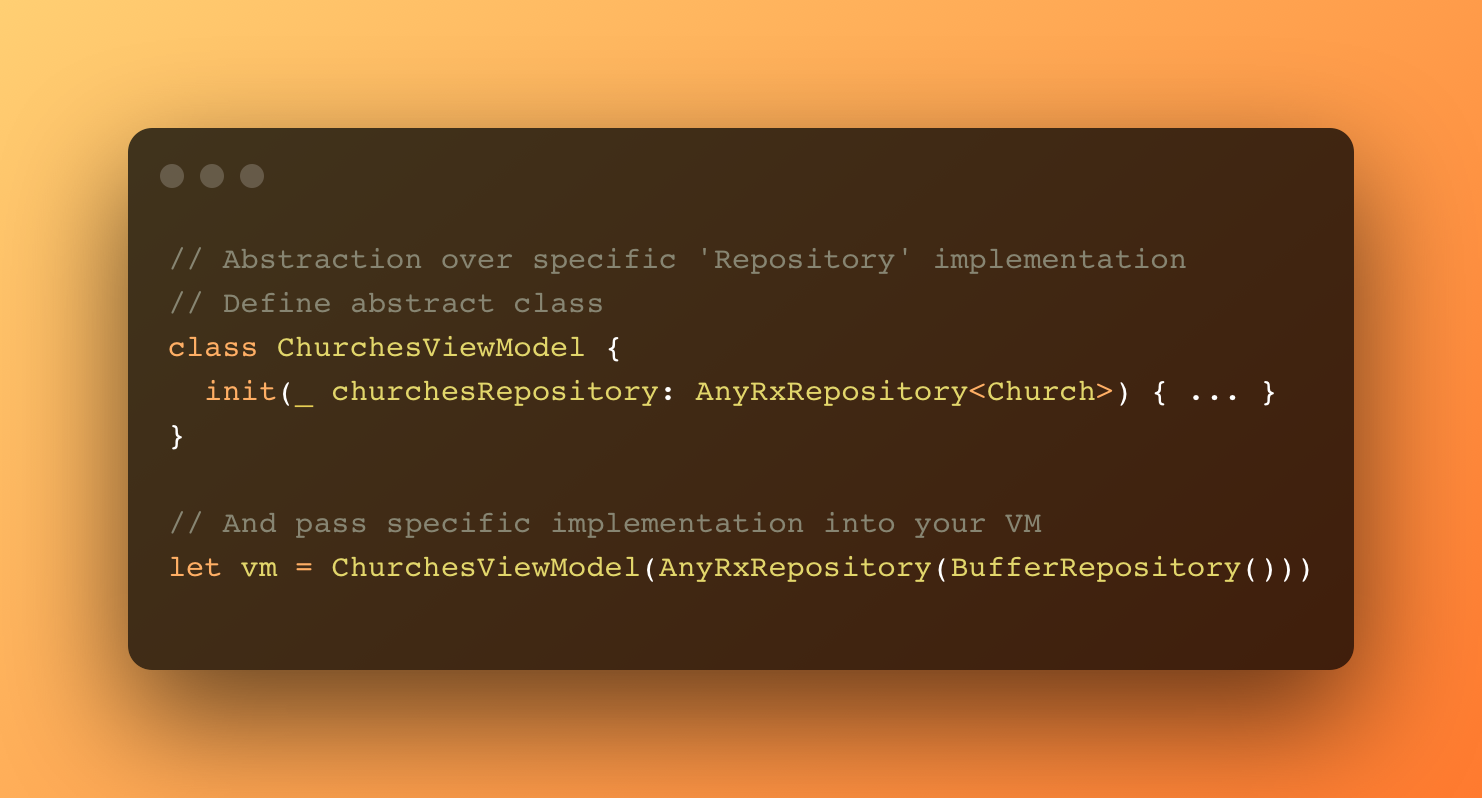 // Abstraction over specific 'Repository' implementation
// Define abstract class
class ChurchesViewModel {
  init(_ churchesRepository: AnyRxRepository<Church>) { ... }
}

// And pass specific implementation into your VM
let vm = ChurchesViewModel(AnyRxRepository(BufferRepository()))